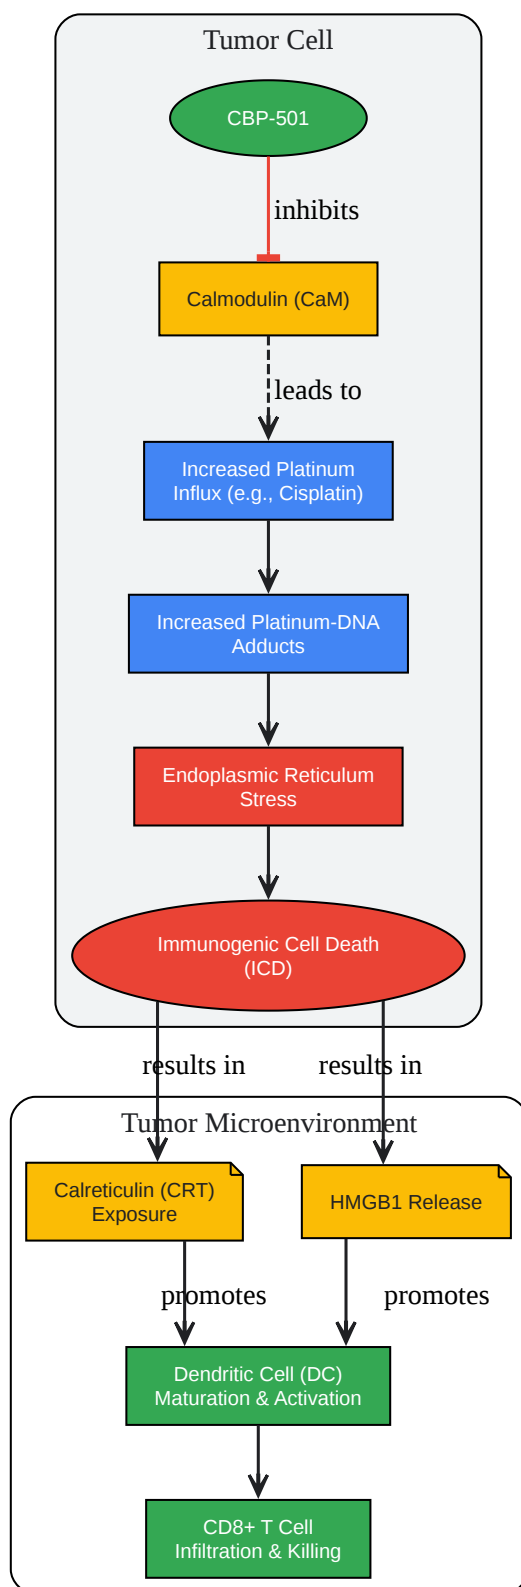 Tumor Cell
CBP-501
inhibits
Calmodulin (CaM)
leads to
Increased Platinum
Influx (e.g., Cisplatin)
Increased Platinum-DNA
Adducts
Endoplasmic Reticulum
Stress
Immunogenic Cell Death
(ICD)
results in
results in
Tumor Microenvironment
Calreticulin (CRT)
Exposure
HMGB1 Release
promotes
promotes
Dendritic Cell (DC)
Maturation & Activation
CD8+ T Cell
Infiltration & Killing